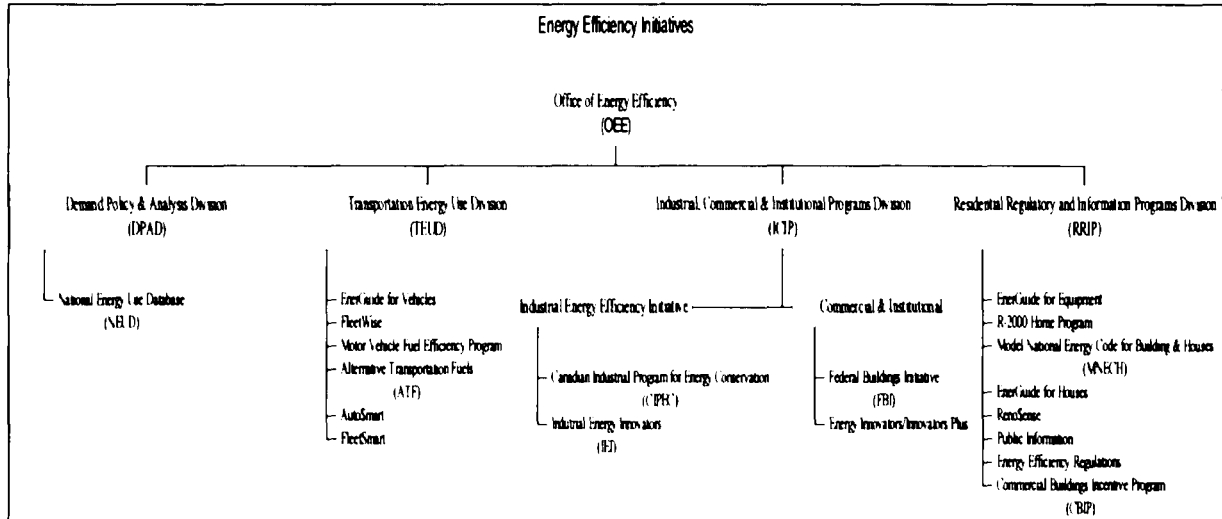 Energy Efficiency Initiatives
Office of Energy Efficiency
(OEE)
Demand Policy & Analysis Division
(DPAD)
National Energy Use Database
(NEUD)
Transportation Energy Use Division
(TEUD)
EnerGuide for Vehicles
FleetWise
Motor Vehicle Fuel Efficiency Program
Alternative Transportation Fuels
(ATF)
AutoSmart
FleetSmart
Industrial, Commercial & Institutional Programs Division
(ICIP)
Industrial Energy Efficiency Initiative
Canadian Industrial Program for Energy Conservation
(CIPEC)
Industrial Energy Innovators
(IEI)
Commercial & Institutional
Federal Buildings Initiative
(FBI)
Energy Innovators/Innovators Plus
Residential Regulatory and Information Programs Division
(RRIP)
EnerGuide for Equipment
R-2000 Home Program
Model National Energy Code for Building & Houses
(MNECH)
EnerGuide for Houses
RenoSense
Public Information
Energy Efficiency Regulations
Commercial Buildings Incentive Program
(CBIP)